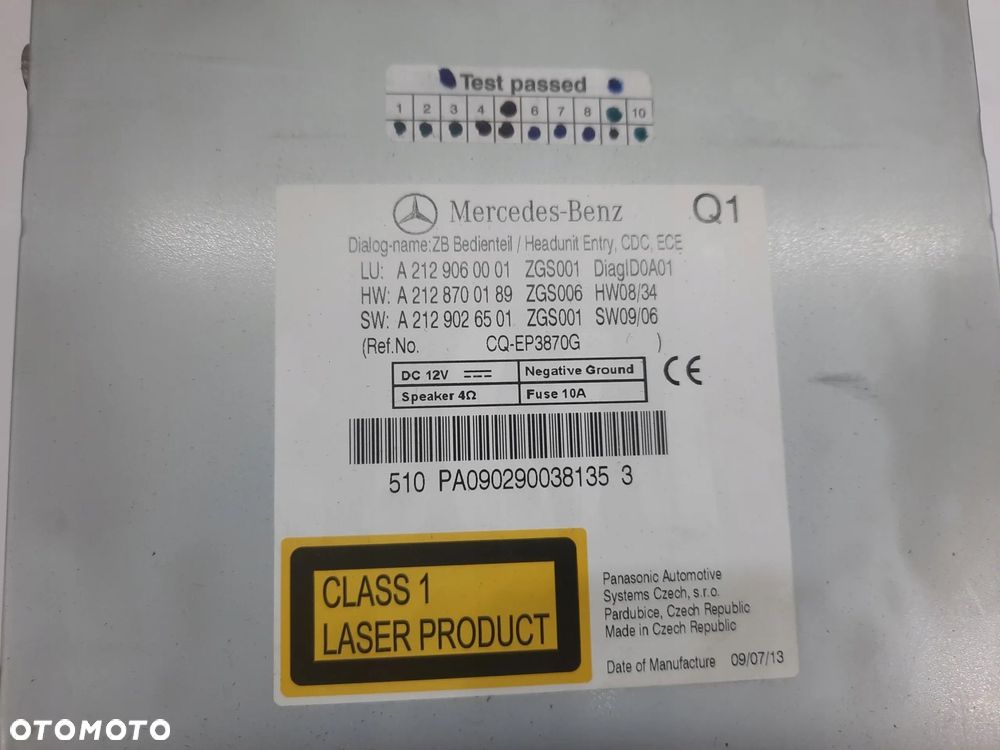 Test passed
1 2 3 4 6 7 8 10
Mercedes-Benz Q1
Dialog-name:ZB Bedienteil / Headunit Entry, CDC, ECE
LU: A 212 906 00 01 ZGS001 DiagID0A01
HW: A 212 870 01 89 ZGS006 HW08/34
SW: A 212 902 65 01 ZGS001 SW09/06
(Ref.No. CQ-EP3870G )
DC 12V Negative Ground
Speaker 4Ω Fuse 10A
CE
510 PA090290038135 3
CLASS 1
LASER PRODUCT
Panasonic Automotive
Systems Czech, s.r.o.
Pardubice, Czech Republic
Made in Czech Republic
Date of Manufacture 09/07/13
OTOMOTO